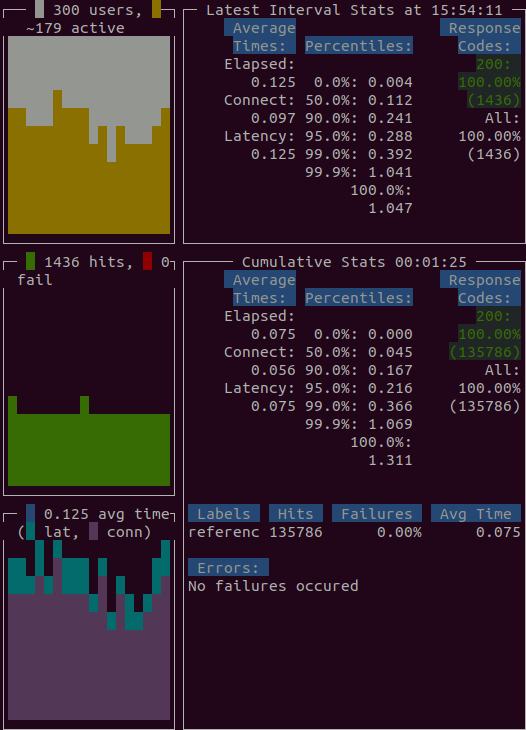 300 users,
~179 active
Latest Interval Stats at 15:54:11
Average Response
Times: Percentiles: Codes:
Elapsed: 200:
0.125 0.0%: 0.004 100.00%
Connect: 50.0%: 0.112 (1436)
0.097 90.0%: 0.241 All:
Latency: 95.0%: 0.288 100.00%
0.125 99.0%: 0.392 (1436)
99.9%: 1.041
100.0%:
1.047
1436 hits, 0
fail
Cumulative Stats 00:01:25
Average Response
Times: Percentiles: Codes:
Elapsed: 200:
0.075 0.0%: 0.000 100.00%
Connect: 50.0%: 0.045 (135786)
0.056 90.0%: 0.167 All:
Latency: 95.0%: 0.216 100.00%
0.075 99.0%: 0.366 (135786)
99.9%: 1.069
100.0%:
1.311
0.125 avg time
( lat, conn)
Labels Hits Failures Avg Time
referenc 135786 0.00% 0.075
Errors:
No failures occured